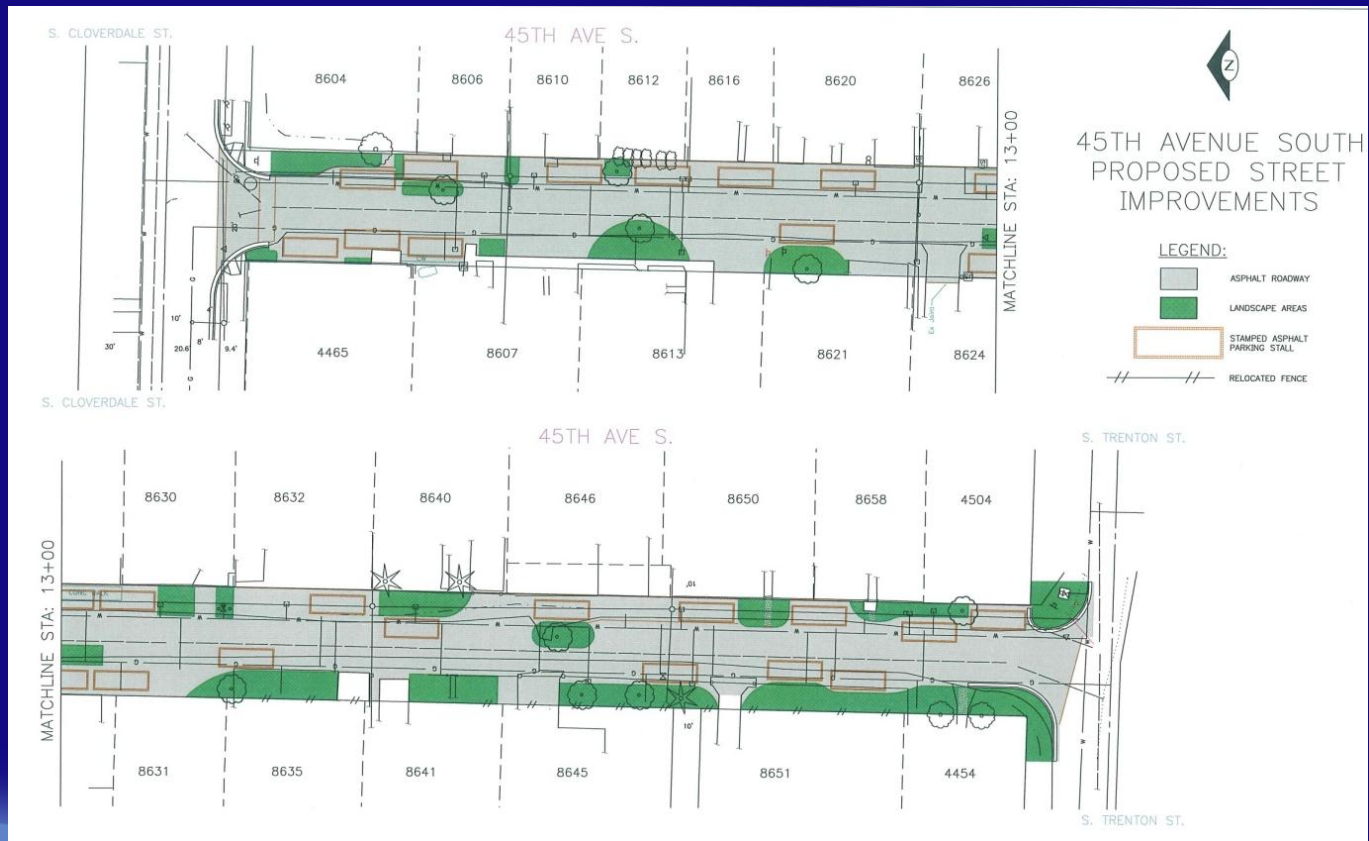 S. CLOVERDALE ST.
45TH AVE S.
8604
8606
8610
8612
8616
8620
8626
MATCHLINE STA: 13+00
4465
8607
8613
8621
8624
30'
10'
20.6'
8'
9.4'
4'
20'
S. CLOVERDALE ST.
N
45TH AVENUE SOUTH
PROPOSED STREET
IMPROVEMENTS
LEGEND:
ASPHALT ROADWAY
LANDSCAPE AREAS
STAMPED ASPHALT
PARKING STALL
RELOCATED FENCE
45TH AVE S.
S. TRENTON ST.
8630
8632
8640
8646
8650
8658
4504
MATCHLINE STA: 13+00
10'
10'
8631
8635
8641
8645
8651
4454
S. TRENTON ST.